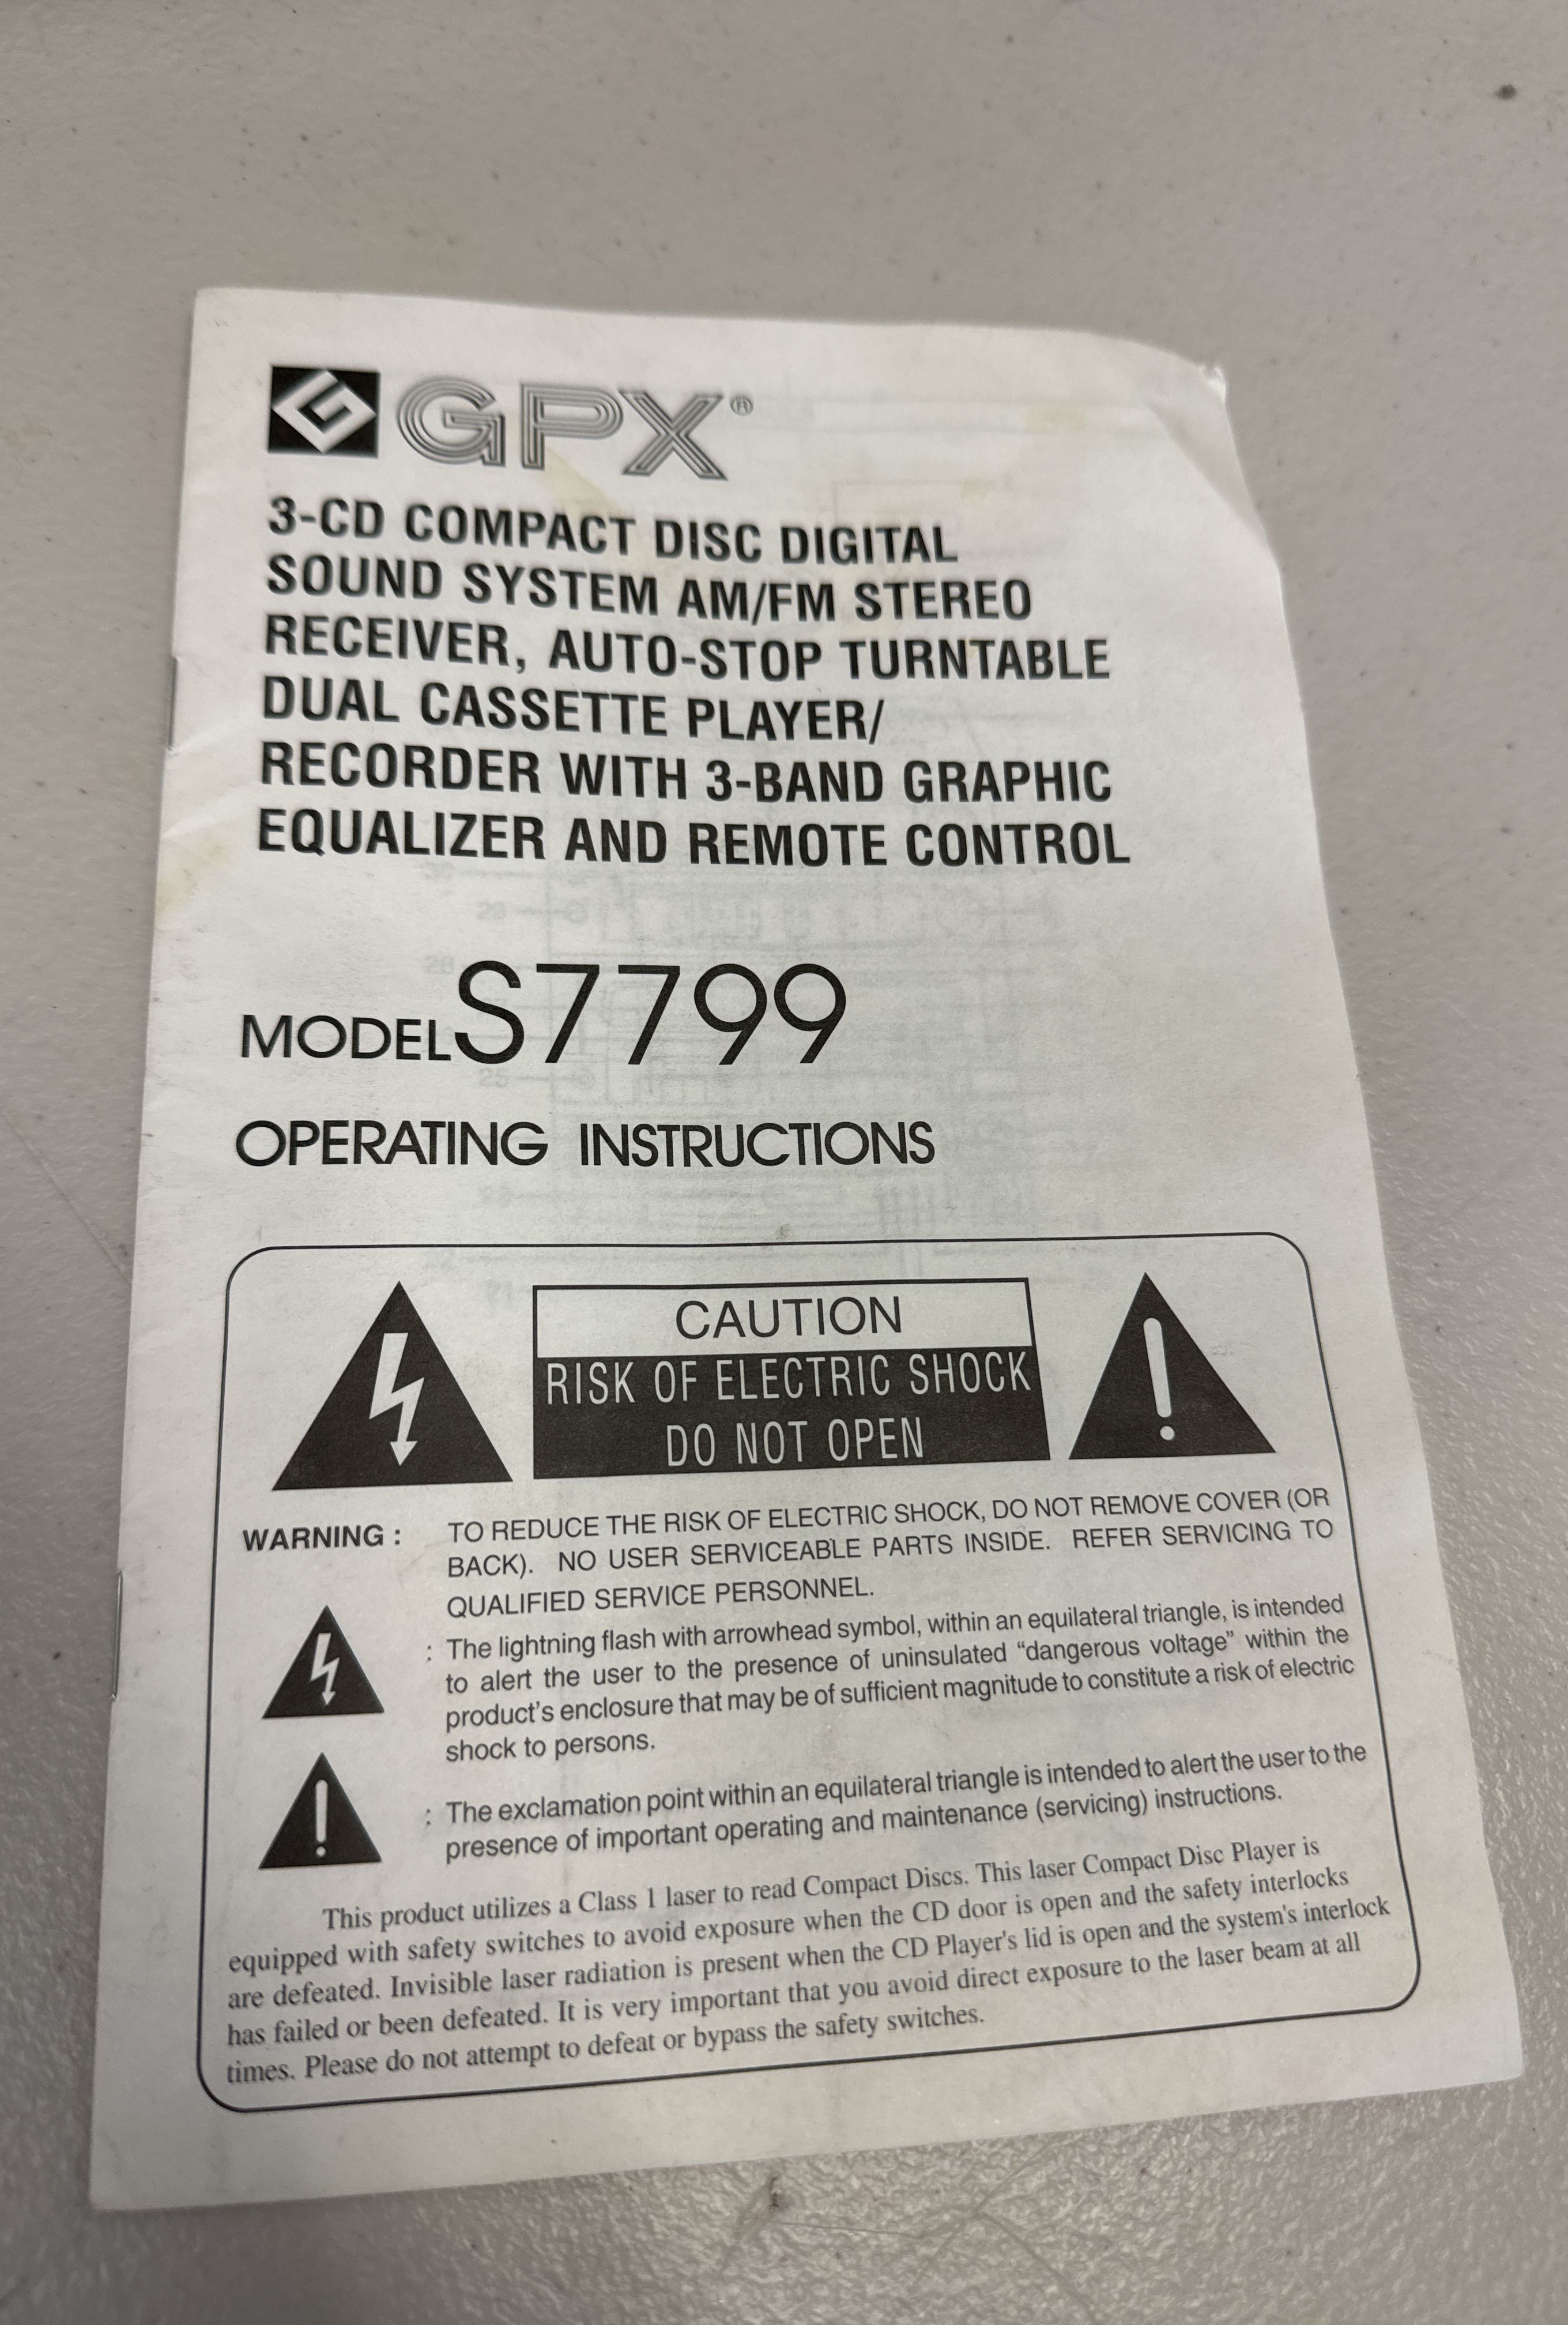 GPX®
3-CD COMPACT DISC DIGITAL
SOUND SYSTEM AM/FM STEREO
RECEIVER, AUTO-STOP TURNTABLE
DUAL CASSETTE PLAYER/
RECORDER WITH 3-BAND GRAPHIC
EQUALIZER AND REMOTE CONTROL
MODEL S7799
OPERATING INSTRUCTIONS
CAUTION
RISK OF ELECTRIC SHOCK
DO NOT OPEN
WARNING : TO REDUCE THE RISK OF ELECTRIC SHOCK, DO NOT REMOVE COVER (OR
BACK). NO USER SERVICEABLE PARTS INSIDE. REFER SERVICING TO
QUALIFIED SERVICE PERSONNEL.
: The lightning flash with arrowhead symbol, within an equilateral triangle, is intended
to alert the user to the presence of uninsulated “dangerous voltage” within the
product's enclosure that may be of sufficient magnitude to constitute a risk of electric
shock to persons.
: The exclamation point within an equilateral triangle is intended to alert the user to the
presence of important operating and maintenance (servicing) instructions.
This product utilizes a Class 1 laser to read Compact Discs. This laser Compact Disc Player is
equipped with safety switches to avoid exposure when the CD door is open and the safety interlocks
are defeated. Invisible laser radiation is present when the CD Player's lid is open and the system's interlock
has failed or been defeated. It is very important that you avoid direct exposure to the laser beam at all
times. Please do not attempt to defeat or bypass the safety switches.